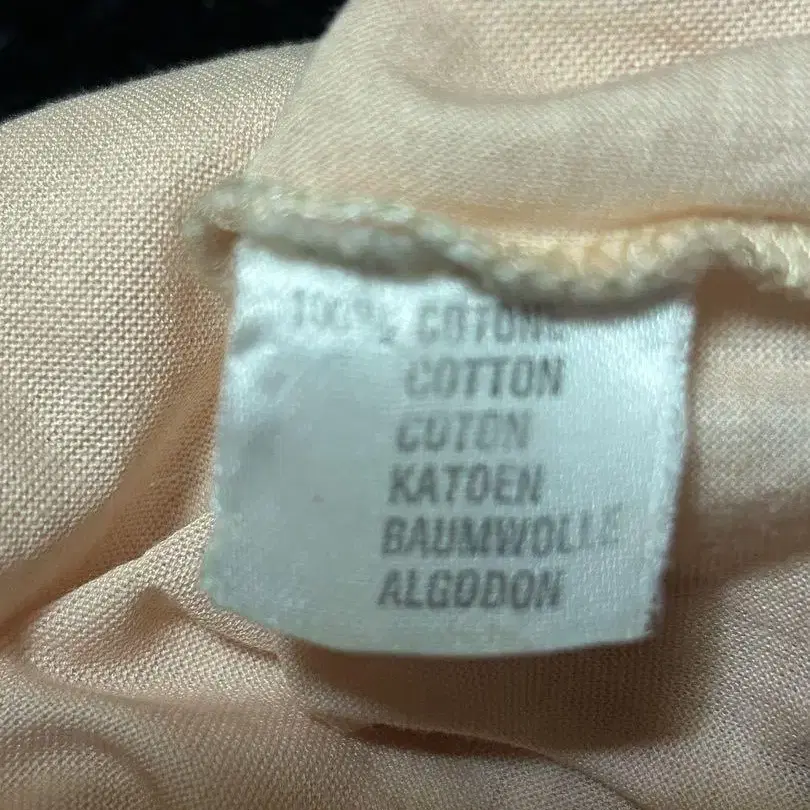 100% COTONE
COTTON
COTON
KATOEN
BAUMWOLLE
ALGODON